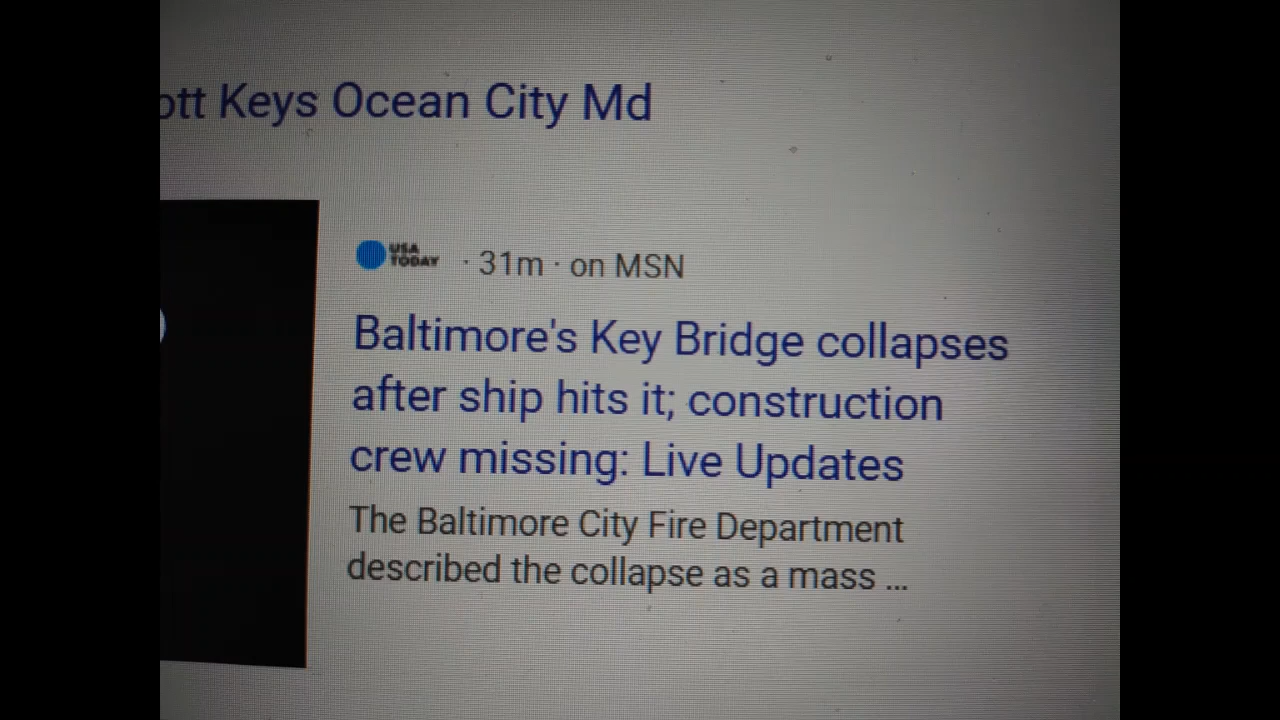 ott Keys Ocean City Md
USA
TODAY · 31m · on MSN
Baltimore's Key Bridge collapses
after ship hits it; construction
crew missing: Live Updates
The Baltimore City Fire Department
described the collapse as a mass ...